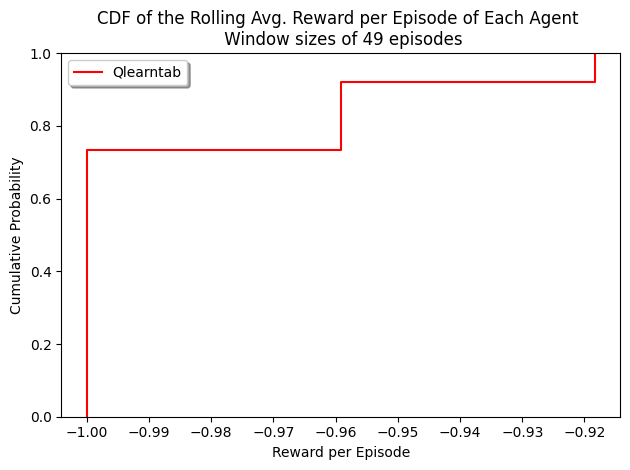 CDF of the Rolling Avg. Reward per Episode of Each Agent
Window sizes of 49 episodes
Qlearntab
1.0
0.8
0.6
0.4
0.2
0.0
Cumulative Probability
−1.00 −0.99 −0.98 −0.97 −0.96 −0.95 −0.94 −0.93 −0.92
Reward per Episode